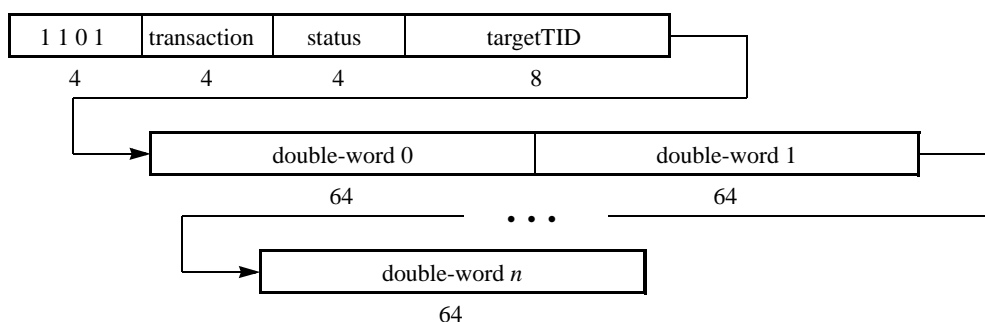 1 1 0 1 transaction status targetTID
4 4 4 8
double-word 0 double-word 1
64 64
• • •
double-word n
64